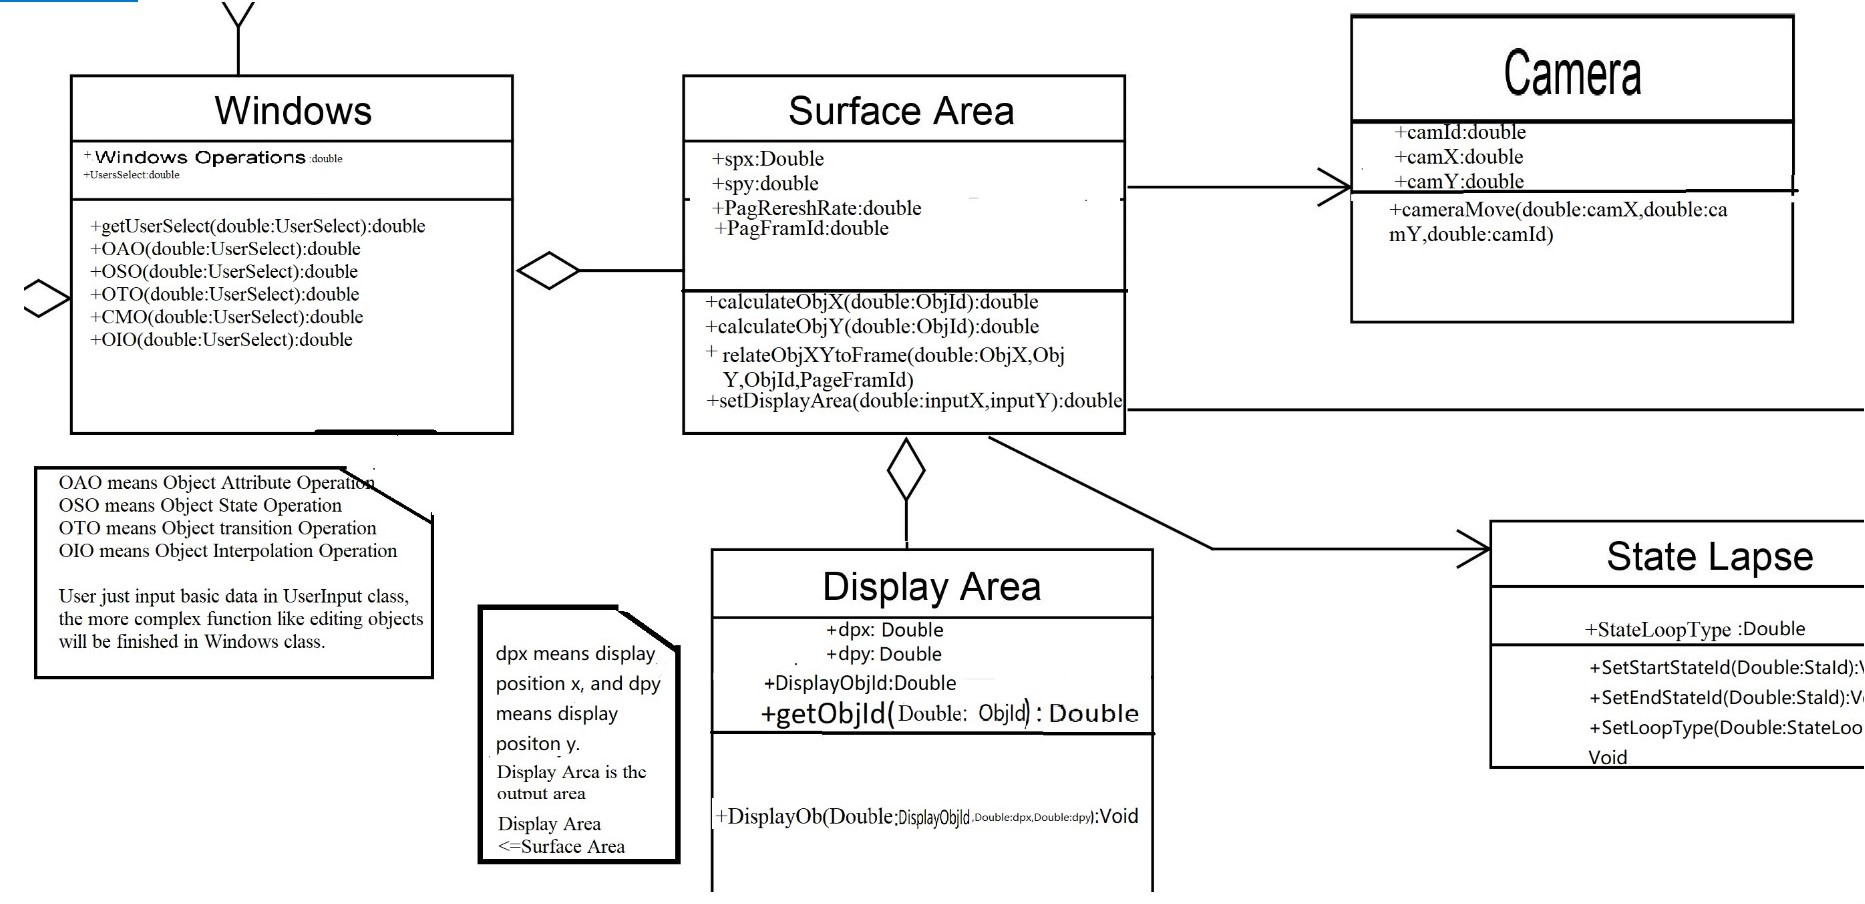 Windows
+Windows Operations:double
+UsersSelect:double
+getUserSelect(double:UserSelect):double
+OAO(double:UserSelect):double
+OSO(double:UserSelect):double
+OTO(double:UserSelect):double
+CMO(double:UserSelect):double
+OIO(double:UserSelect):double
OAO means Object Attribute Operation
OSO means Object State Operation
OTO means Object transition Operation
OIO means Object Interpolation Operation
User just input basic data in UserInput class,
the more complex function like editing objects
will be finished in Windows class.
Surface Area
+spx:Double
+spy:double
+PagRereshRate:double
+PagFramId:double
+calculateObjX(double:ObjId):double
+calculateObjY(double:ObjId):double
+ relateObjXYtoFrame(double:ObjX,Obj
Y,ObjId,PageFramId)
+setDisplayArea(double:inputX,inputY):double
Camera
+camId:double
+camX:double
+camY:double
+cameraMove(double:camX,double:ca
mY,double:camId)
dpx means display
position x, and dpy
means display
positon y.
Display Area is the
output area
Display Area
<=Surface Area
Display Area
+dpx: Double
+dpy: Double
+DisplayObjId:Double
+getObjId(Double: ObjId) : Double
+DisplayOb(Double:DisplayObjId,Double:dpx,Double:dpy):Void
State Lapse
+StateLoopType :Double
+SetStartStateId(Double:StaId):V
+SetEndStateId(Double:StaId):V
+SetLoopType(Double:StateLoo
Void